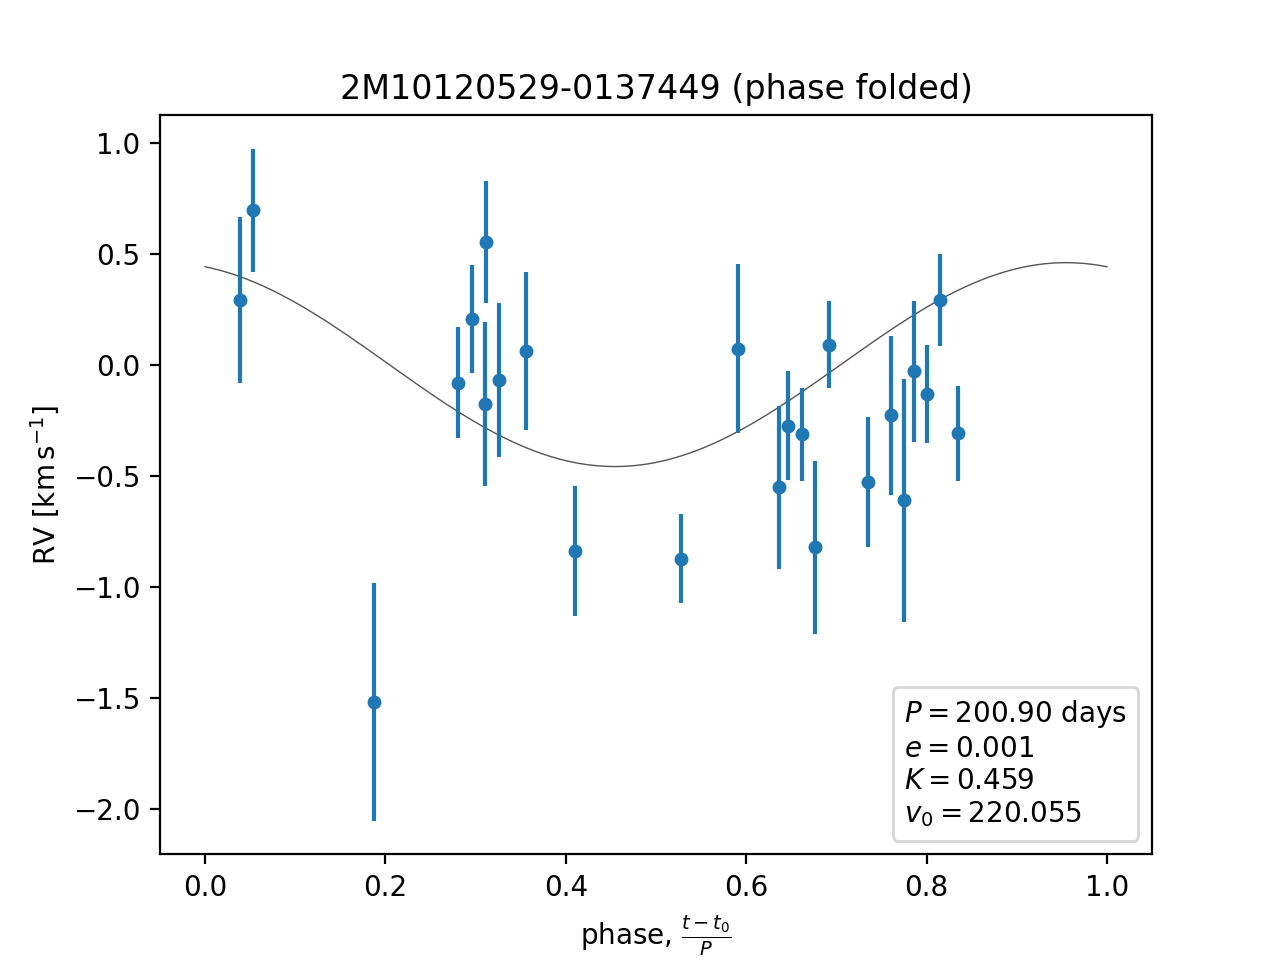 2M10120529-0137449 (phase folded)
1.0
0.5
0.0
−0.5
−1.0
−1.5
−2.0
RV [km s⁻¹]
P = 200.90 days
e = 0.001
K = 0.459
v₀ = 220.055
0.0 0.2 0.4 0.6 0.8 1.0
phase, (t − t₀)/P